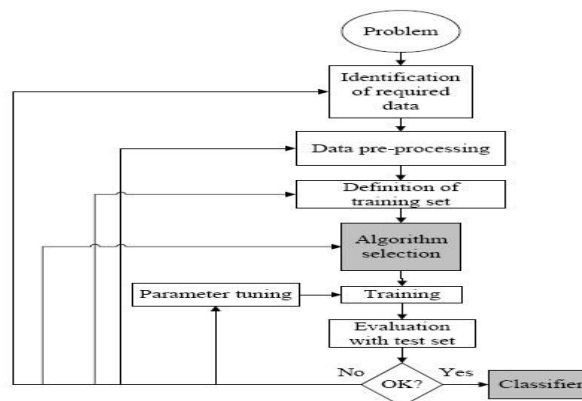 Problem
Identification
of required
data
Data pre-processing
Definition of
training set
Algorithm
selection
Parameter tuning
Training
Evaluation
with test set
No
OK?
Yes
Classifier